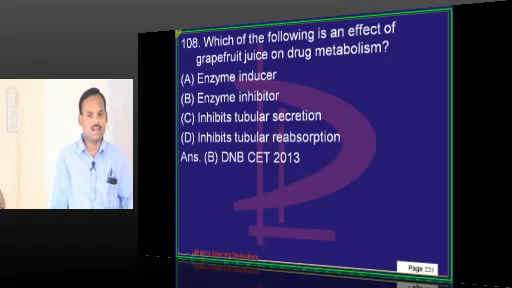 108. Which of the following is an effect of
grapefruit juice on drug metabolism?
(A) Enzyme inducer
(B) Enzyme inhibitor
(C) Inhibits tubular secretion
(D) Inhibits tubular reabsorption
Ans. (B) DNB CET 2013
Page 221